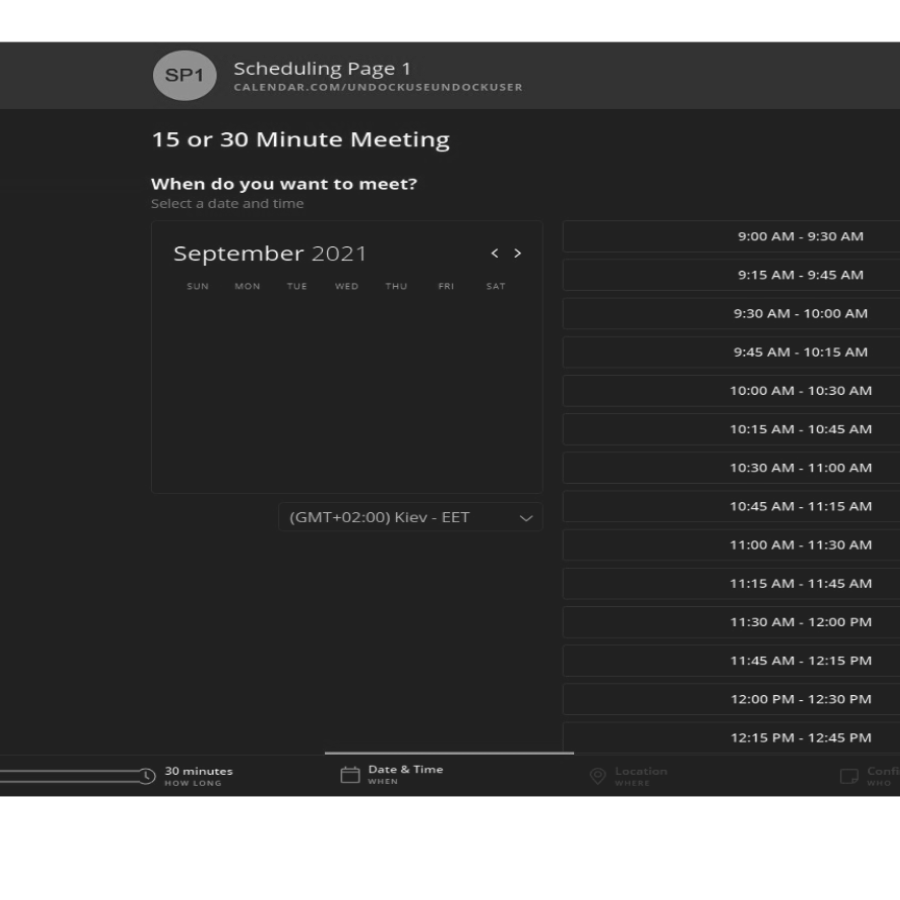 SP1
Scheduling Page 1
CALENDAR.COM/UNDOCKUSEUNDOCKUSER
15 or 30 Minute Meeting
When do you want to meet?
Select a date and time
September 2021
< >
SUN MON TUE WED THU FRI SAT
(GMT+02:00) Kiev - EET
9:00 AM - 9:30 AM
9:15 AM - 9:45 AM
9:30 AM - 10:00 AM
9:45 AM - 10:15 AM
10:00 AM - 10:30 AM
10:15 AM - 10:45 AM
10:30 AM - 11:00 AM
10:45 AM - 11:15 AM
11:00 AM - 11:30 AM
11:15 AM - 11:45 AM
11:30 AM - 12:00 PM
11:45 AM - 12:15 PM
12:00 PM - 12:30 PM
12:15 PM - 12:45 PM
30 minutes
HOW LONG
Date & Time
WHEN
Location
WHERE
Confi
WHO